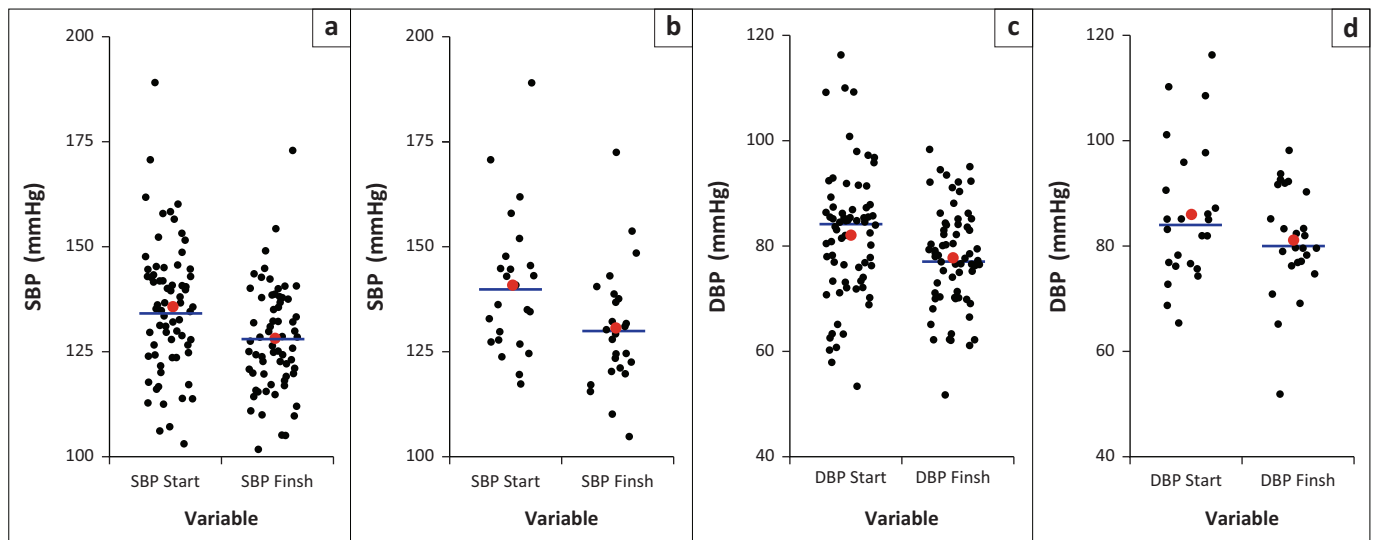 a
SBP (mmHg)
200
175
150
125
100
SBP Start SBP Finsh
Variable
b
SBP (mmHg)
200
175
150
125
100
SBP Start SBP Finsh
Variable
c
DBP (mmHg)
120
100
80
60
40
DBP Start DBP Finsh
Variable
d
DBP (mmHg)
120
100
80
60
40
DBP Start DBP Finsh
Variable